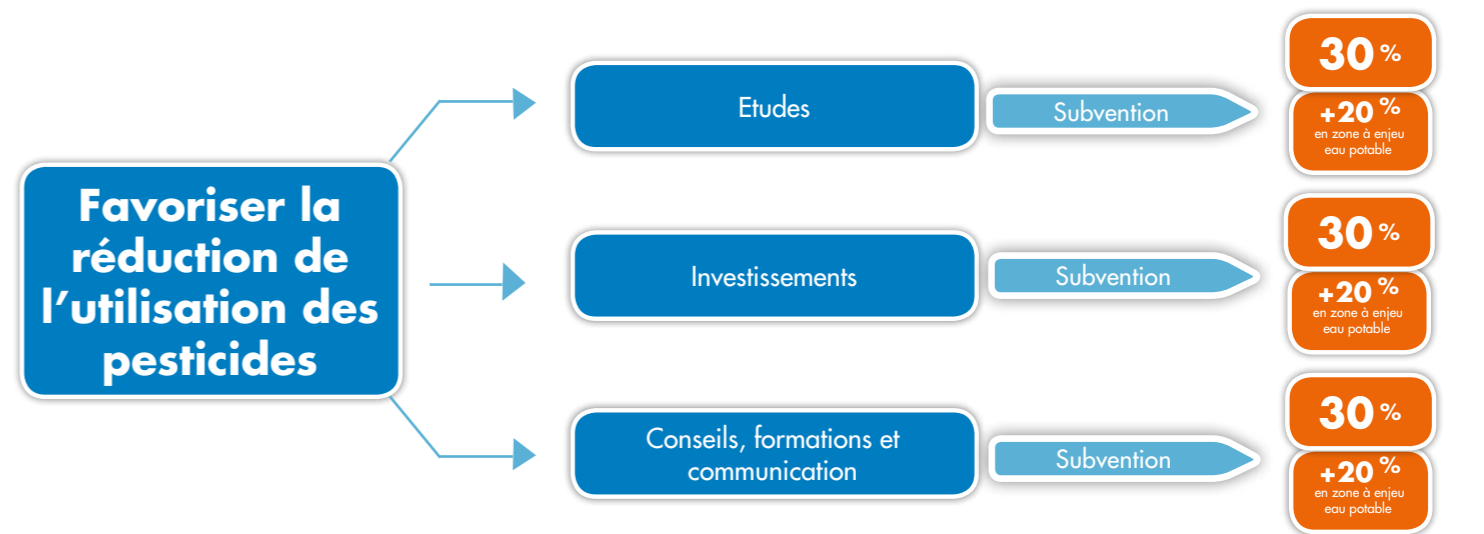 Favoriser la
réduction de
l'utilisation des
pesticides
Etudes
Subvention
30 %
+20 %
en zone à enjeu
eau potable
Investissements
Subvention
30 %
+20 %
en zone à enjeu
eau potable
Conseils, formations et
communication
Subvention
30 %
+20 %
en zone à enjeu
eau potable